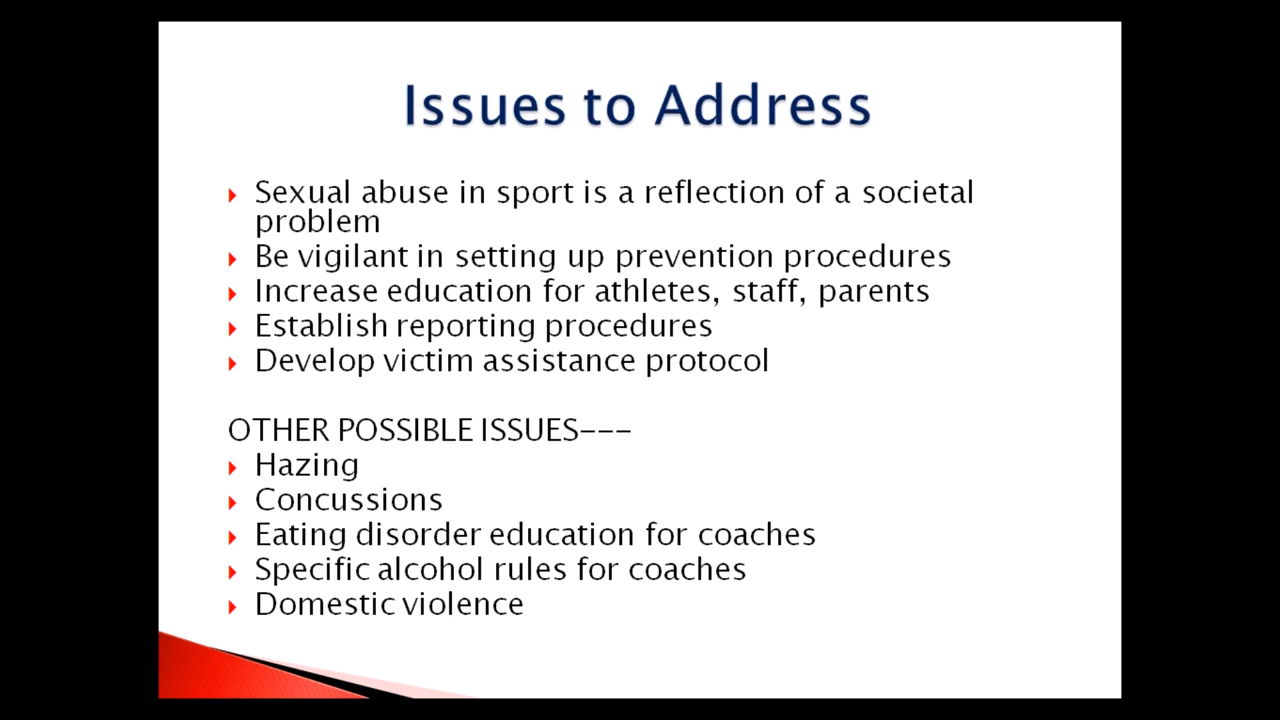 Issues to Address
Sexual abuse in sport is a reflection of a societal
problem
Be vigilant in setting up prevention procedures
Increase education for athletes, staff, parents
Establish reporting procedures
Develop victim assistance protocol
OTHER POSSIBLE ISSUES---
Hazing
Concussions
Eating disorder education for coaches
Specific alcohol rules for coaches
Domestic violence